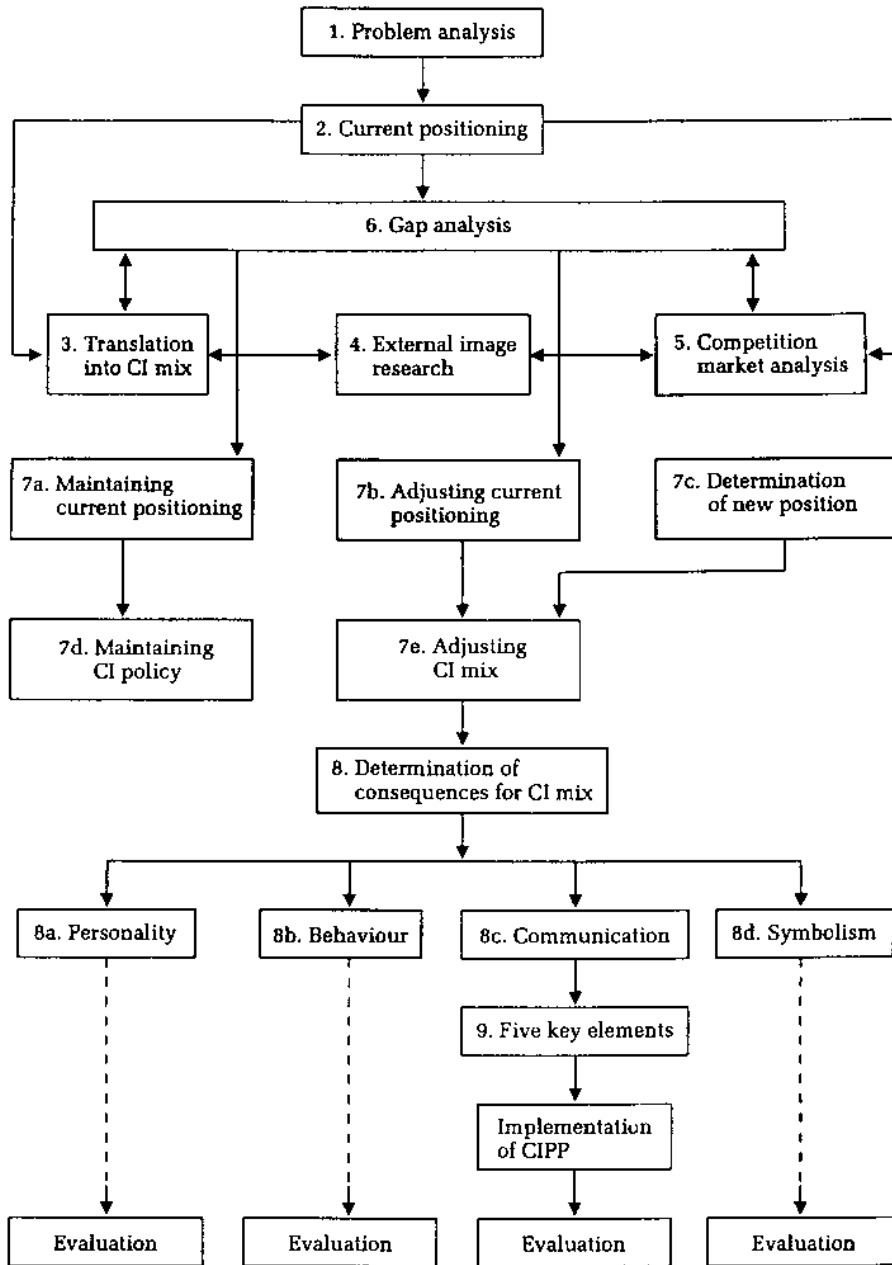 1. Problem analysis
2. Current positioning
6. Gap analysis
3. Translation
into CI mix
4. External image
research
5. Competition
market analysis
7a. Maintaining
current positioning
7b. Adjusting current
positioning
7c. Determination
of new position
7d. Maintaining
CI policy
7e. Adjusting
CI mix
8. Determination of
consequences for CI mix
8a. Personality
8b. Behaviour
8c. Communication
8d. Symbolism
9. Five key elements
Implementation
of CIPP
Evaluation
Evaluation
Evaluation
Evaluation